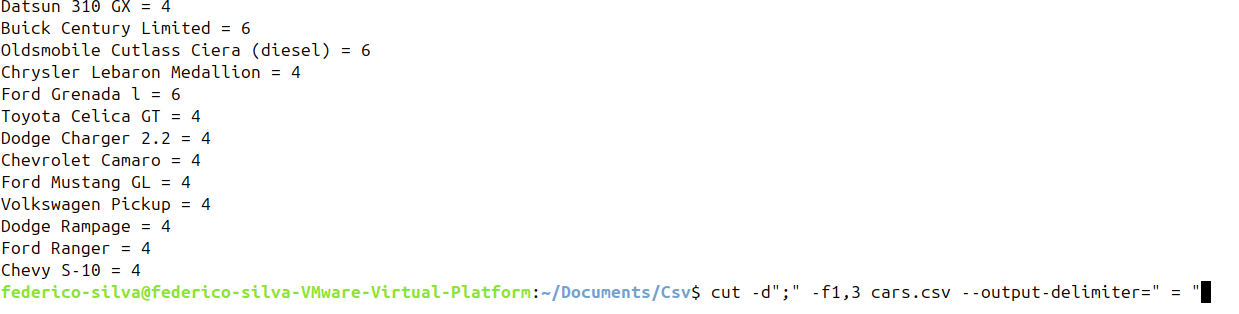 Datsun 310 GX = 4
Buick Century Limited = 6
Oldsmobile Cutlass Ciera (diesel) = 6
Chrysler Lebaron Medallion = 4
Ford Grenada l = 6
Toyota Celica GT = 4
Dodge Charger 2.2 = 4
Chevrolet Camaro = 4
Ford Mustang GL = 4
Volkswagen Pickup = 4
Dodge Rampage = 4
Ford Ranger = 4
Chevy S-10 = 4
federico-silva@federico-silva-VMware-Virtual-Platform:~/Documents/Csv$ cut -d";" -f1,3 cars.csv --output-delimiter=" = "